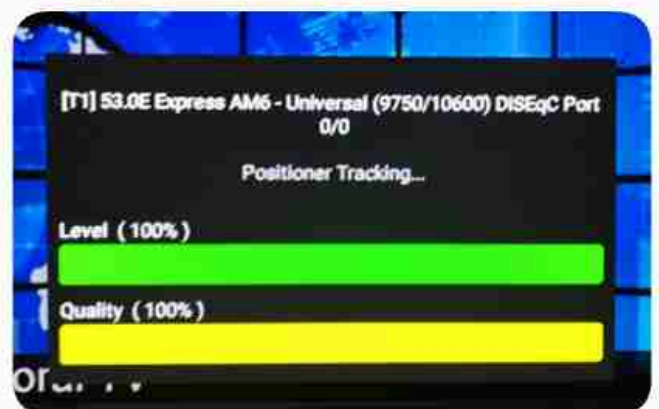 [T1] 53.0E Express AM6 - Universal (9750/10600) DISEqC Port
0/0
Positioner Tracking...
Level (100%)
Quality (100%)